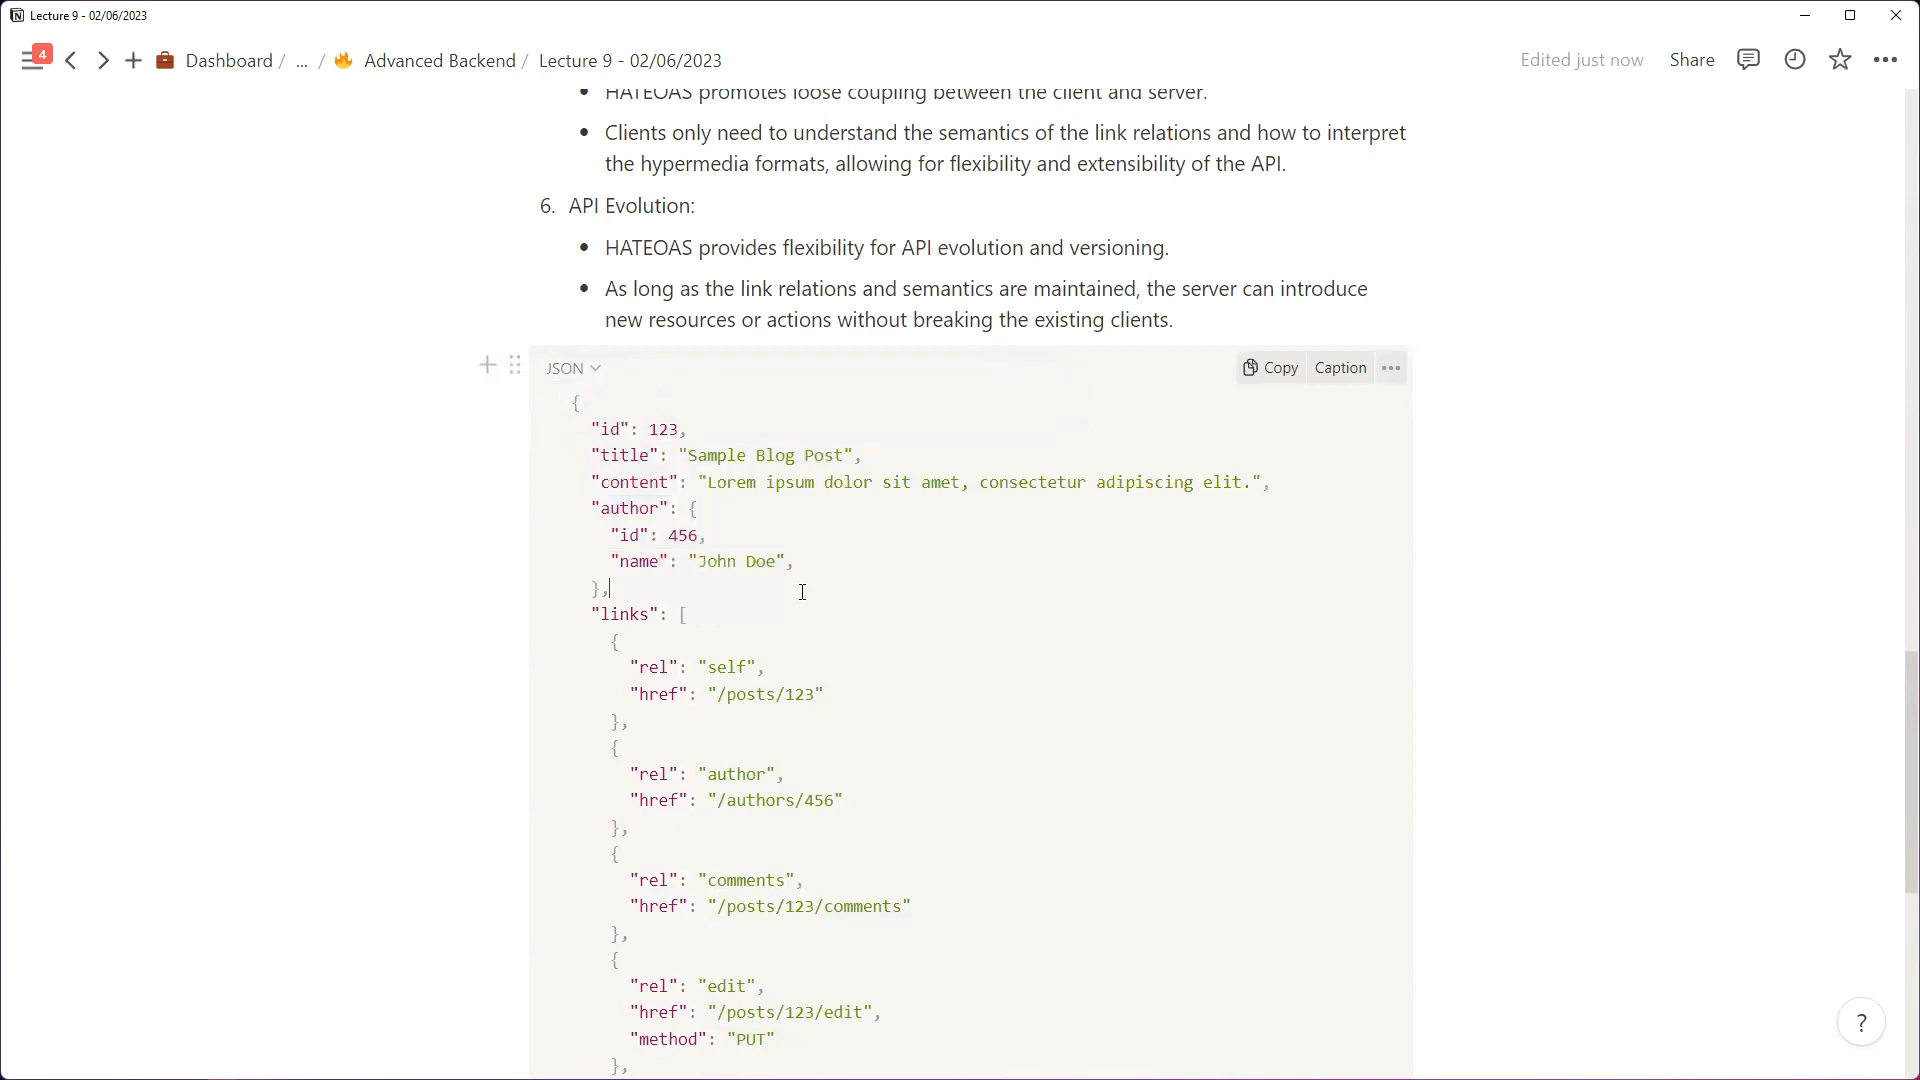 Lecture 9 - 02/06/2023
4
Dashboard / ... / Advanced Backend / Lecture 9 - 02/06/2023
Edited just now
Share
HATEOAS promotes loose coupling between the client and server.
Clients only need to understand the semantics of the link relations and how to interpret
the hypermedia formats, allowing for flexibility and extensibility of the API.
6. API Evolution:
HATEOAS provides flexibility for API evolution and versioning.
As long as the link relations and semantics are maintained, the server can introduce
new resources or actions without breaking the existing clients.
JSON
Copy
Caption
{
"id": 123,
"title": "Sample Blog Post",
"content": "Lorem ipsum dolor sit amet, consectetur adipiscing elit.",
"author": {
"id": 456,
"name": "John Doe",
},
"links": [
{
"rel": "self",
"href": "/posts/123"
},
{
"rel": "author",
"href": "/authors/456"
},
{
"rel": "comments",
"href": "/posts/123/comments"
},
{
"rel": "edit",
"href": "/posts/123/edit",
"method": "PUT"
},
?